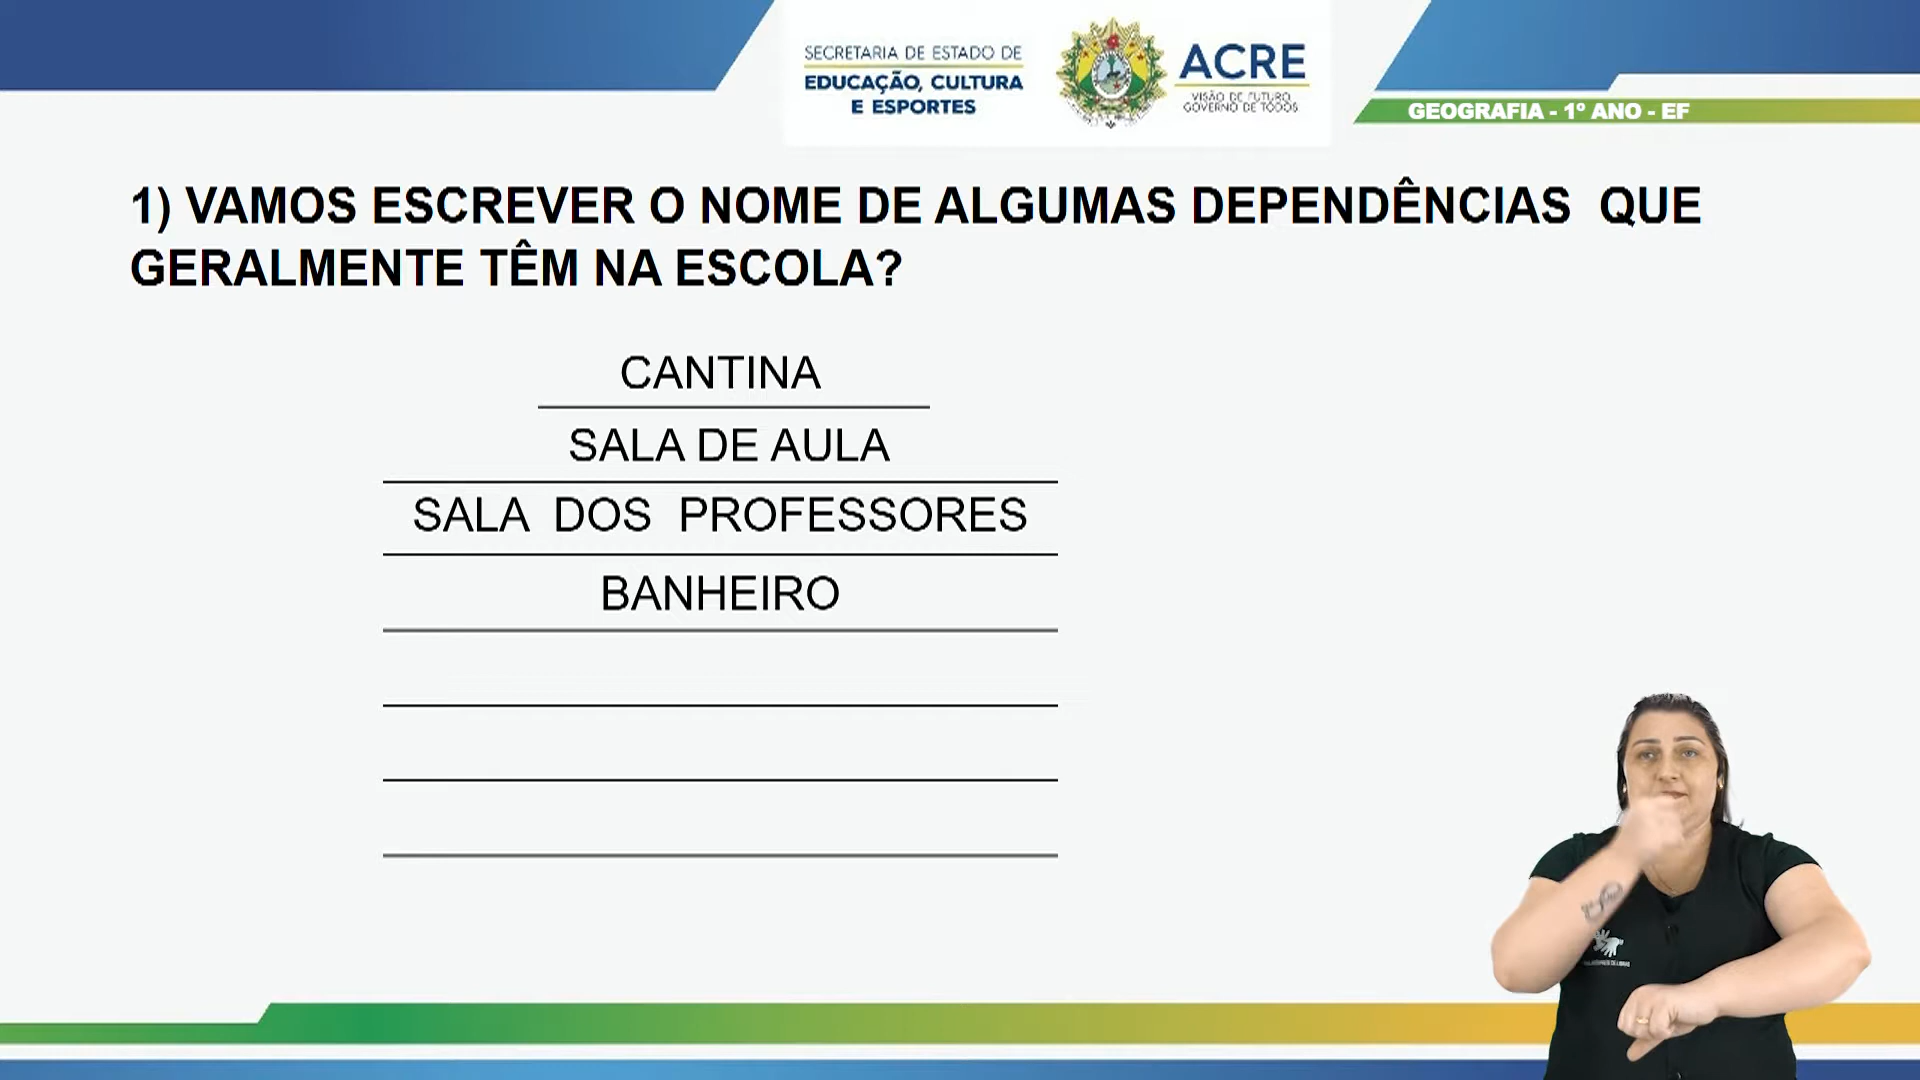 SECRETARIA DE ESTADO DE
EDUCAÇÃO, CULTURA
E ESPORTES
ACRE
VISÃO DE FUTURO,
GOVERNO DE TODOS
GEOGRAFIA - 1º ANO - EF
1) VAMOS ESCREVER O NOME DE ALGUMAS DEPENDÊNCIAS QUE
GERALMENTE TÊM NA ESCOLA?
CANTINA
SALA DE AULA
SALA DOS PROFESSORES
BANHEIRO